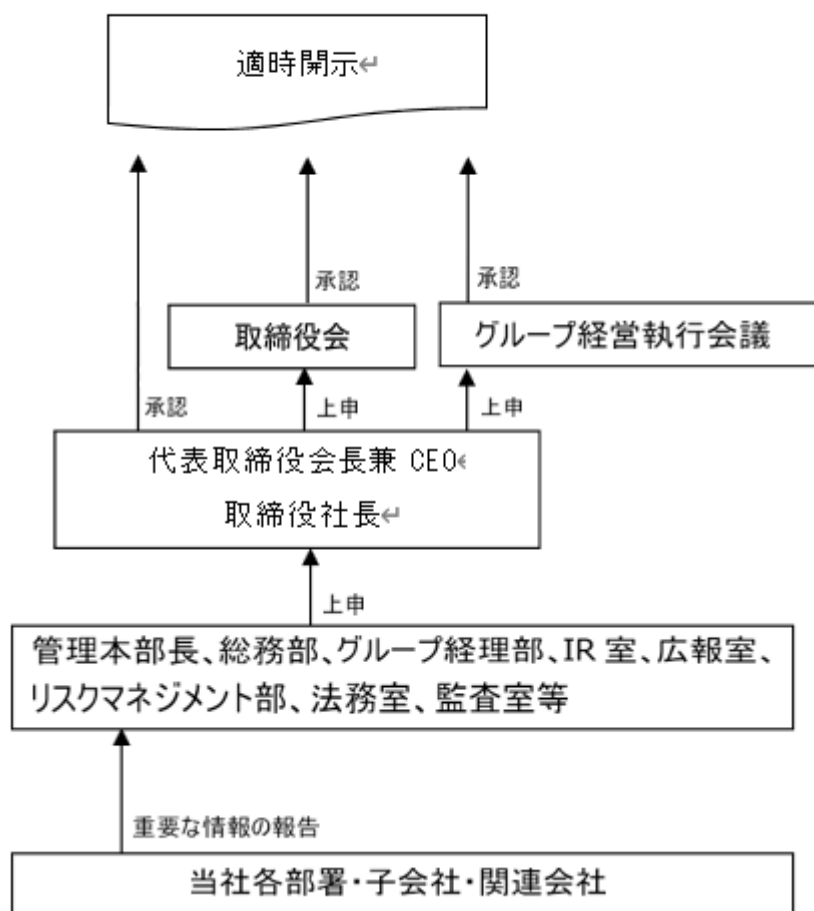 適時開示↵
承認
承認
取締役会
グループ経営執行会議
承認
上申
上申
代表取締役会長兼 CEO↵
取締役社長↵
上申
管理本部長、総務部、グループ経理部、IR 室、広報室、
リスクマネジメント部、法務室、監査室等
重要な情報の報告
当社各部署・子会社・関連会社